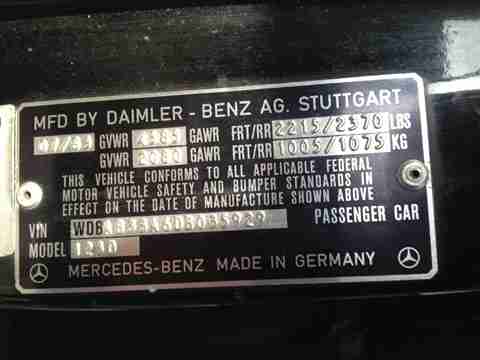 MFD BY DAIMLER - BENZ AG. STUTTGART
GVWR 4585 GAWR FRT/RR 2215/2370 LBS
GVWR 2080 GAWR FRT/RR 1005/1075 KG
THIS VEHICLE CONFORMS TO ALL APPLICABLE FEDERAL
MOTOR VEHICLE SAFETY AND BUMPER STANDARDS IN
EFFECT ON THE DATE OF MANUFACTURE SHOWN ABOVE
VIN PASSENGER CAR
MODEL
MERCEDES-BENZ MADE IN GERMANY